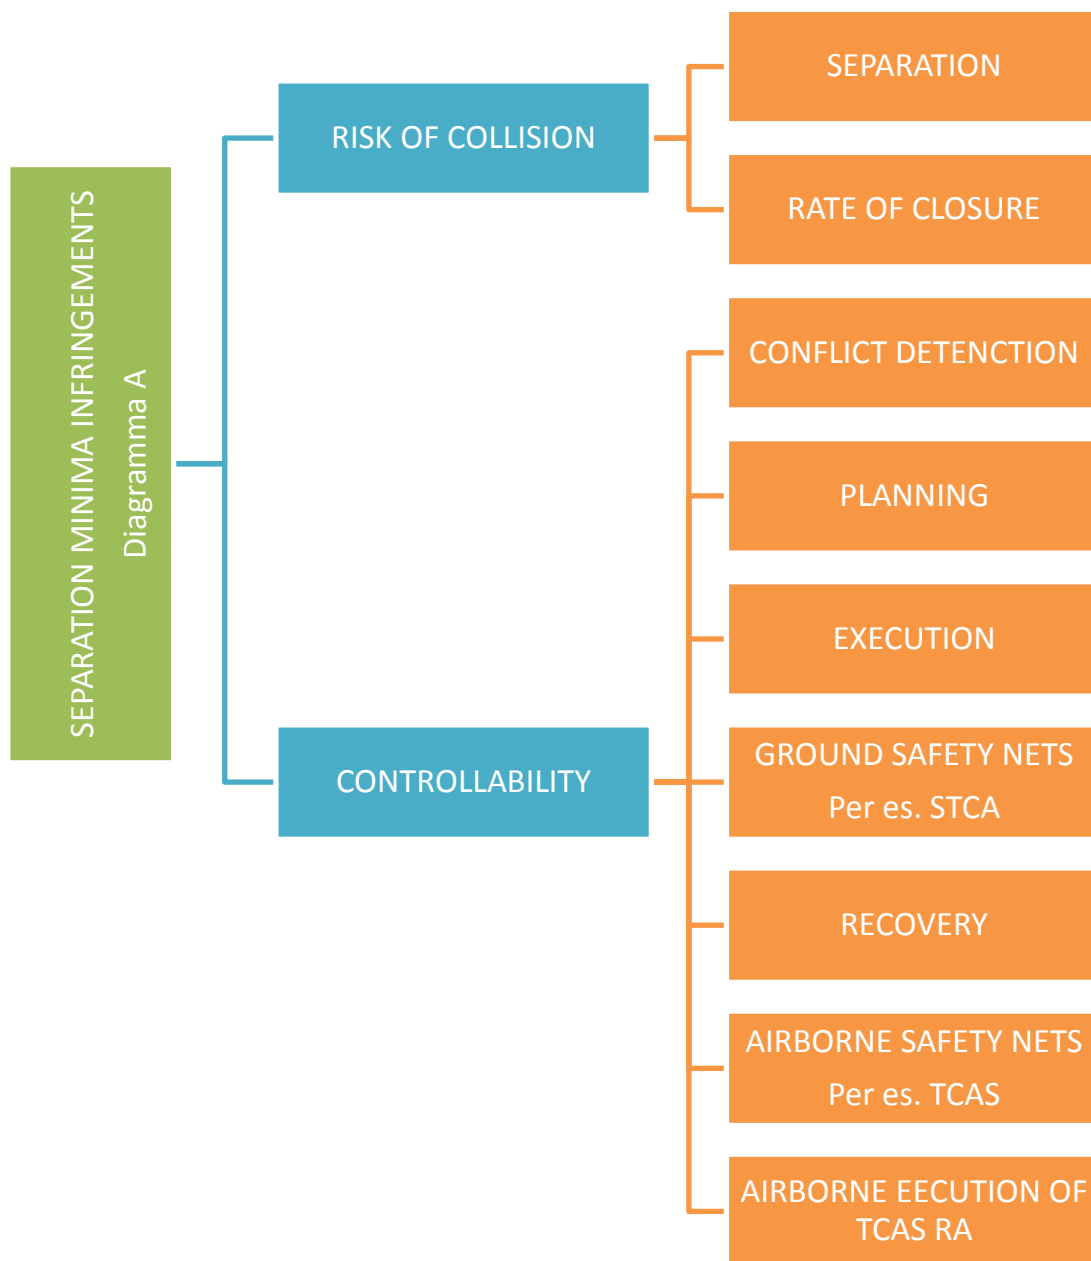 SEPARATION MINIMA INFRINGEMENTS
Diagramma A
RISK OF COLLISION
SEPARATION
RATE OF CLOSURE
CONTROLLABILITY
CONFLICT DETENCTION
PLANNING
EXECUTION
GROUND SAFETY NETS
Per es. STCA
RECOVERY
AIRBORNE SAFETY NETS
Per es. TCAS
AIRBORNE EECUTION OF
TCAS RA